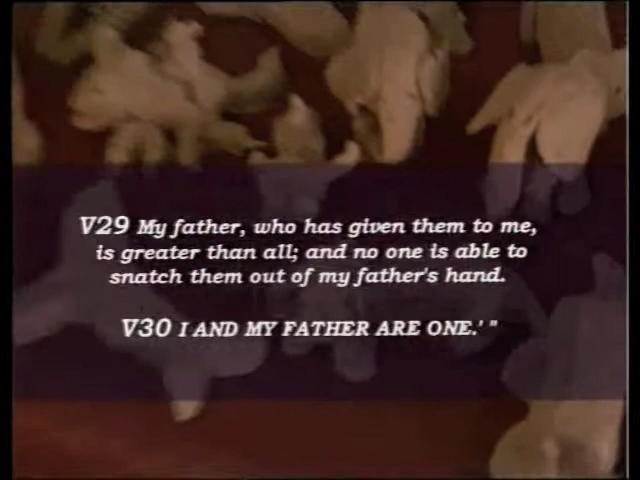 V29 My father, who has given them to me,
is greater than all; and no one is able to
snatch them out of my father's hand.
V30 I AND MY FATHER ARE ONE.' "